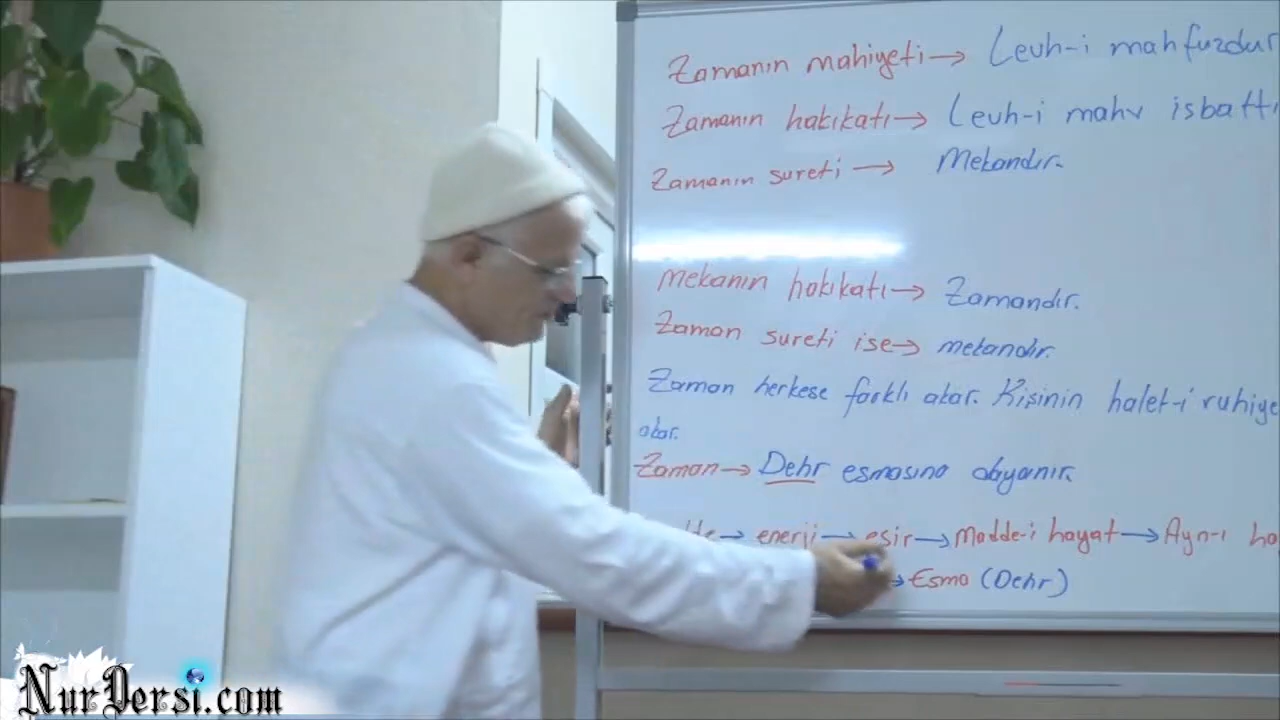 Zamanın mahiyeti → Levh-i mahfuzdur
Zamanın hakikatı → Levh-i mahv isbattı
Zamanın sureti → Mekandır.
Mekanın hakikatı → Zamandır.
Zaman sureti ise → mekandır.
Zaman herkese farklı akar. Kişinin halet-i ruhiye
akar.
Zaman → Dehr esmasına dayanır.
→ enerji → esir → Madde-i hayat → Ayn-ı
→ Esma (Dehr)
NurDersi.com